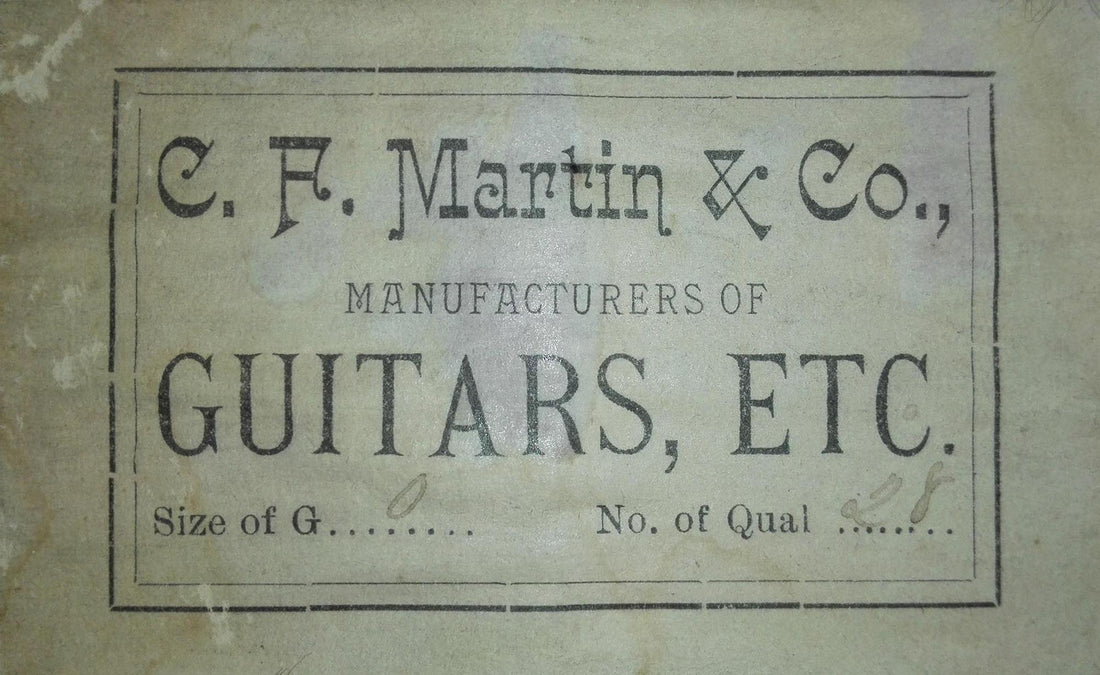 C. F. Martin & Co.,
MANUFACTURERS OF
GUITARS, ETC.
Size of G....0.... No. of Qual ..28....